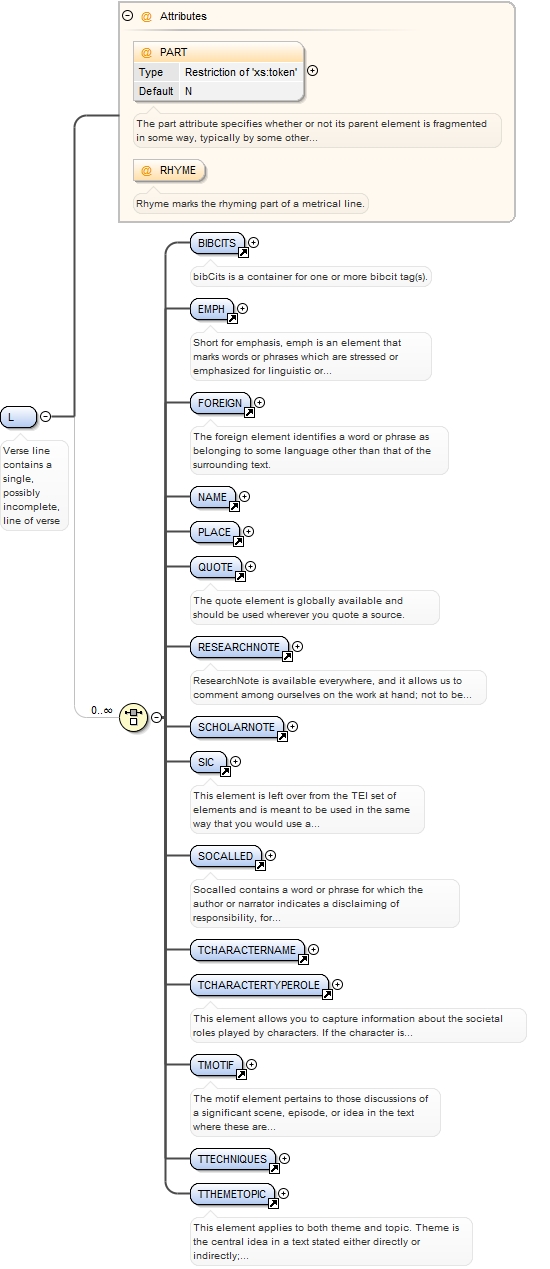 @ Attributes
@ PART
Type Restriction of 'xs:token'
Default N
The part attribute specifies whether or not its parent element is fragmented
in some way, typically by some other...
@ RHYME
Rhyme marks the rhyming part of a metrical line.
L
Verse line
contains a
single,
possibly
incomplete,
line of verse
0..∞
BIBCITS
bibCits is a container for one or more bibcit tag(s).
EMPH
Short for emphasis, emph is an element that
marks words or phrases which are stressed or
emphasized for linguistic or...
FOREIGN
The foreign element identifies a word or phrase as
belonging to some language other than that of the
surrounding text.
NAME
PLACE
QUOTE
The quote element is globally available and
should be used wherever you quote a source.
RESEARCHNOTE
ResearchNote is available everywhere, and it allows us to
comment among ourselves on the work at hand; not to be...
SCHOLARNOTE
SIC
This element is left over from the TEI set of
elements and is meant to be used in the same
way that you would use a...
SOCALLED
Socalled contains a word or phrase for which the
author or narrator indicates a disclaiming of
responsibility, for...
TCHARACTERNAME
TCHARACTERTYPEROLE
This element allows you to capture information about the societal
roles played by characters. If the character is...
TMOTIF
The motif element pertains to those discussions of
a significant scene, episode, or idea in the text
where these are...
TTECHNIQUES
TTHEMETOPIC
This element applies to both theme and topic. Theme is
the central idea in a text stated either directly or
indirectly;...